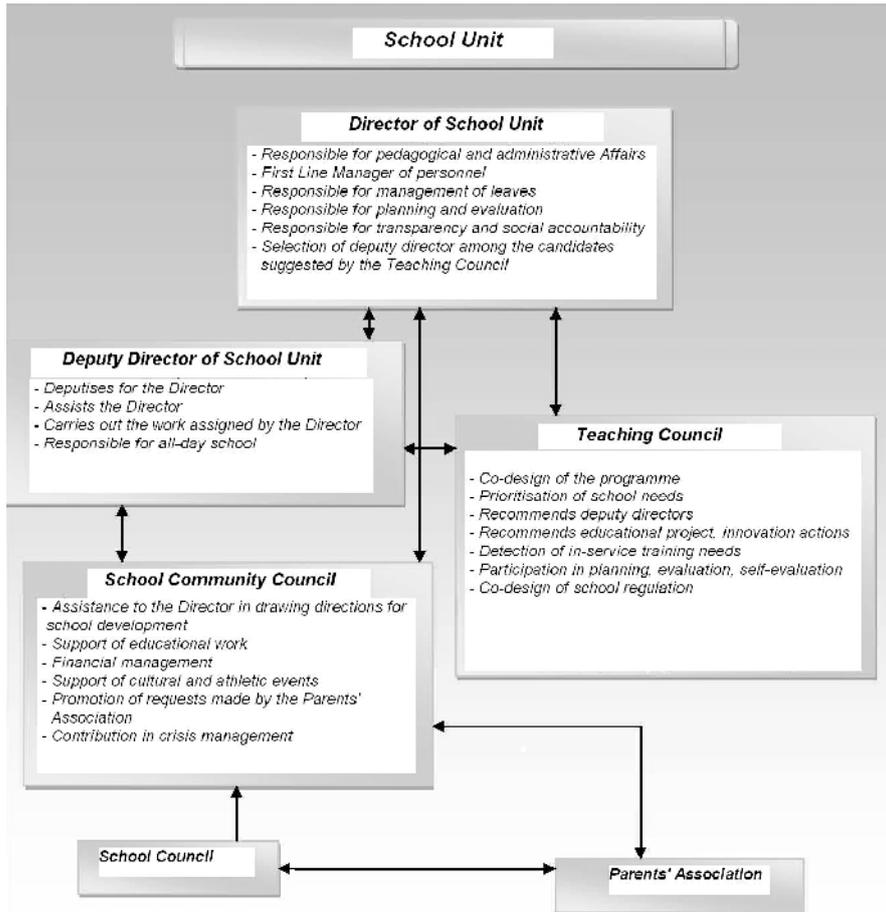 School Unit
Director of School Unit
- Responsible for pedagogical and administrative Affairs
- First Line Manager of personnel
- Responsible for management of leaves
- Responsible for planning and evaluation
- Responsible for transparency and social accountability
- Selection of deputy director among the candidates
suggested by the Teaching Council
Deputy Director of School Unit
- Deputises for the Director
- Assists the Director
- Carries out the work assigned by the Director
- Responsible for all-day school
Teaching Council
- Co-design of the programme
- Prioritisation of school needs
- Recommends deputy directors
- Recommends educational project, innovation actions
- Detection of in-service training needs
- Participation in planning, evaluation, self-evaluation
- Co-design of school regulation
School Community Council
- Assistance to the Director in drawing directions for
school development
- Support of educational work
- Financial management
- Support of cultural and athletic events
- Promotion of requests made by the Parents'
Association
- Contribution in crisis management
School Council
Parents' Association